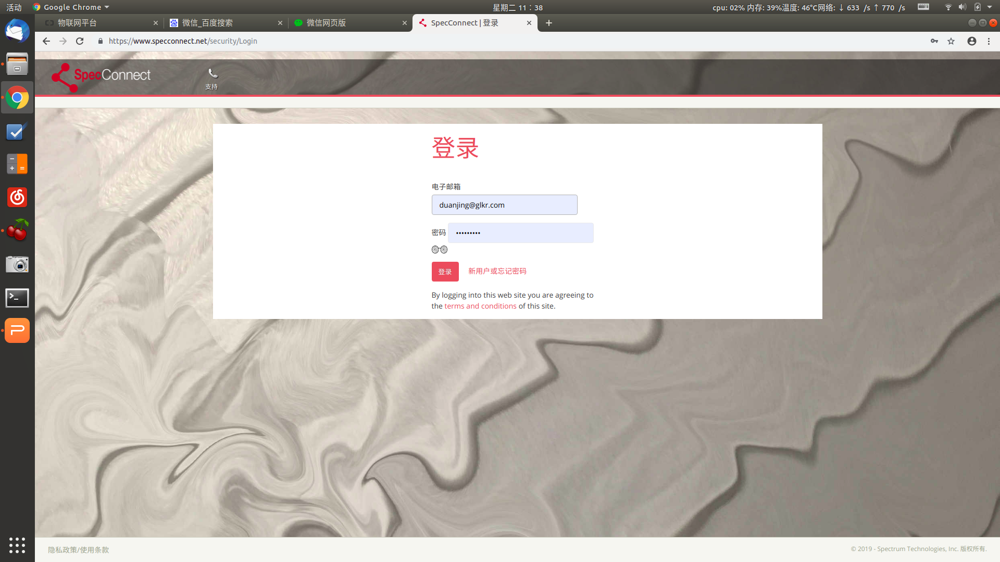 活动
Google Chrome
星期二 11：38
cpu: 02% 内存: 39%温度: 46℃网络: ↓ 633 /s ↑ 770 /s
物联网平台
微信_百度搜索
微信网页版
SpecConnect | 登录
https://www.specconnect.net/security/Login
SpecConnect
支持
登录
电子邮箱
duanjing@glkr.com
密码 •••••••••
登录 新用户或忘记密码
By logging into this web site you are agreeing to
the terms and conditions of this site.
隐私政策/使用条款
© 2019 - Spectrum Technologies, Inc. 版权所有.